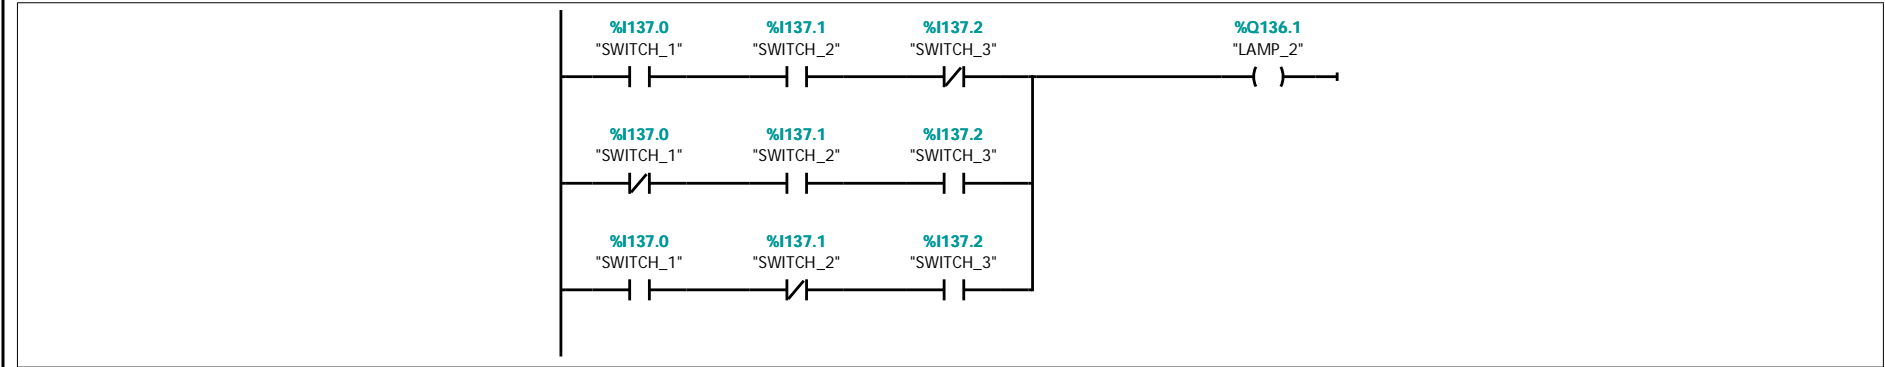 %I137.0 %I137.1 %I137.2 %Q136.1
"SWITCH_1" "SWITCH_2" "SWITCH_3" "LAMP_2"
%I137.0 %I137.1 %I137.2
"SWITCH_1" "SWITCH_2" "SWITCH_3"
%I137.0 %I137.1 %I137.2
"SWITCH_1" "SWITCH_2" "SWITCH_3"